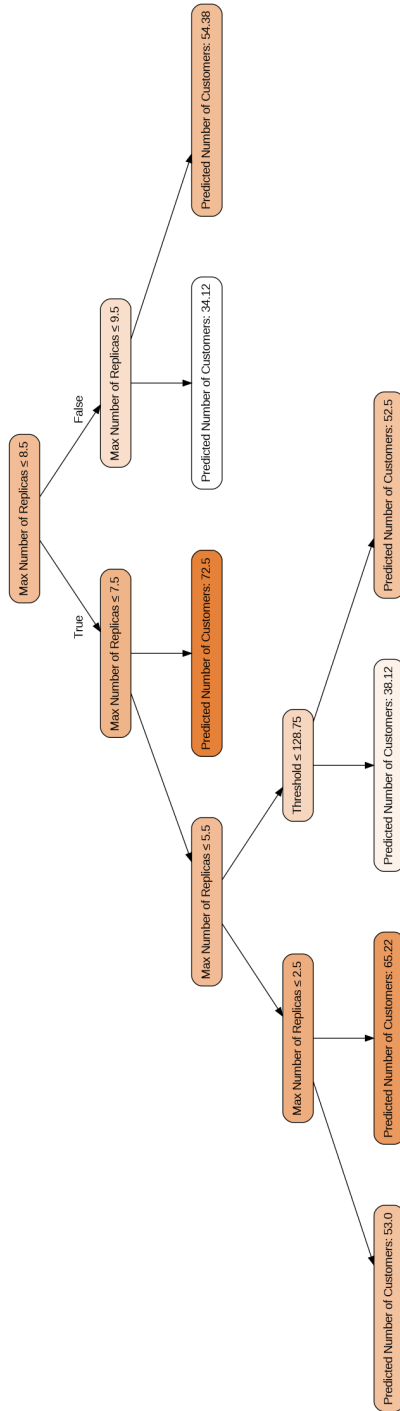 Max Number of Replicas ≤ 8.5
True
False
Max Number of Replicas ≤ 7.5
Max Number of Replicas ≤ 9.5
Max Number of Replicas ≤ 5.5
Predicted Number of Customers: 72.5
Predicted Number of Customers: 34.12
Predicted Number of Customers: 54.38
Max Number of Replicas ≤ 2.5
Threshold ≤ 128.75
Predicted Number of Customers: 53.0
Predicted Number of Customers: 65.22
Predicted Number of Customers: 38.12
Predicted Number of Customers: 52.5